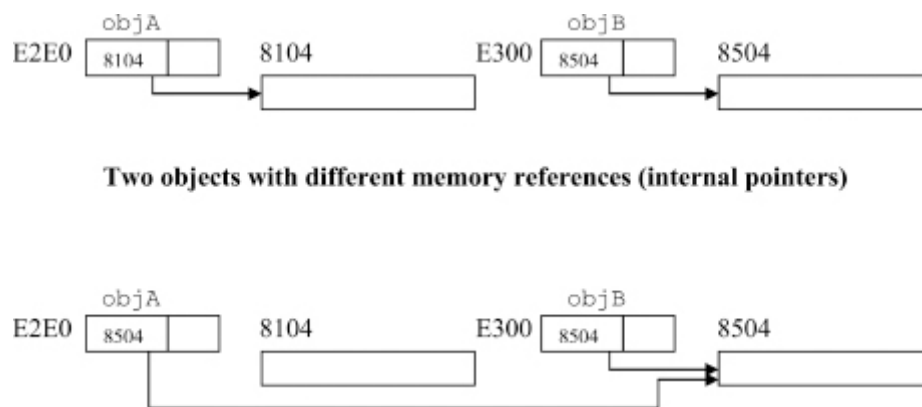 objA objB
E2E0 8104 8104 E300 8504 8504
Two objects with different memory references (internal pointers)
objA objB
E2E0 8504 8104 E300 8504 8504